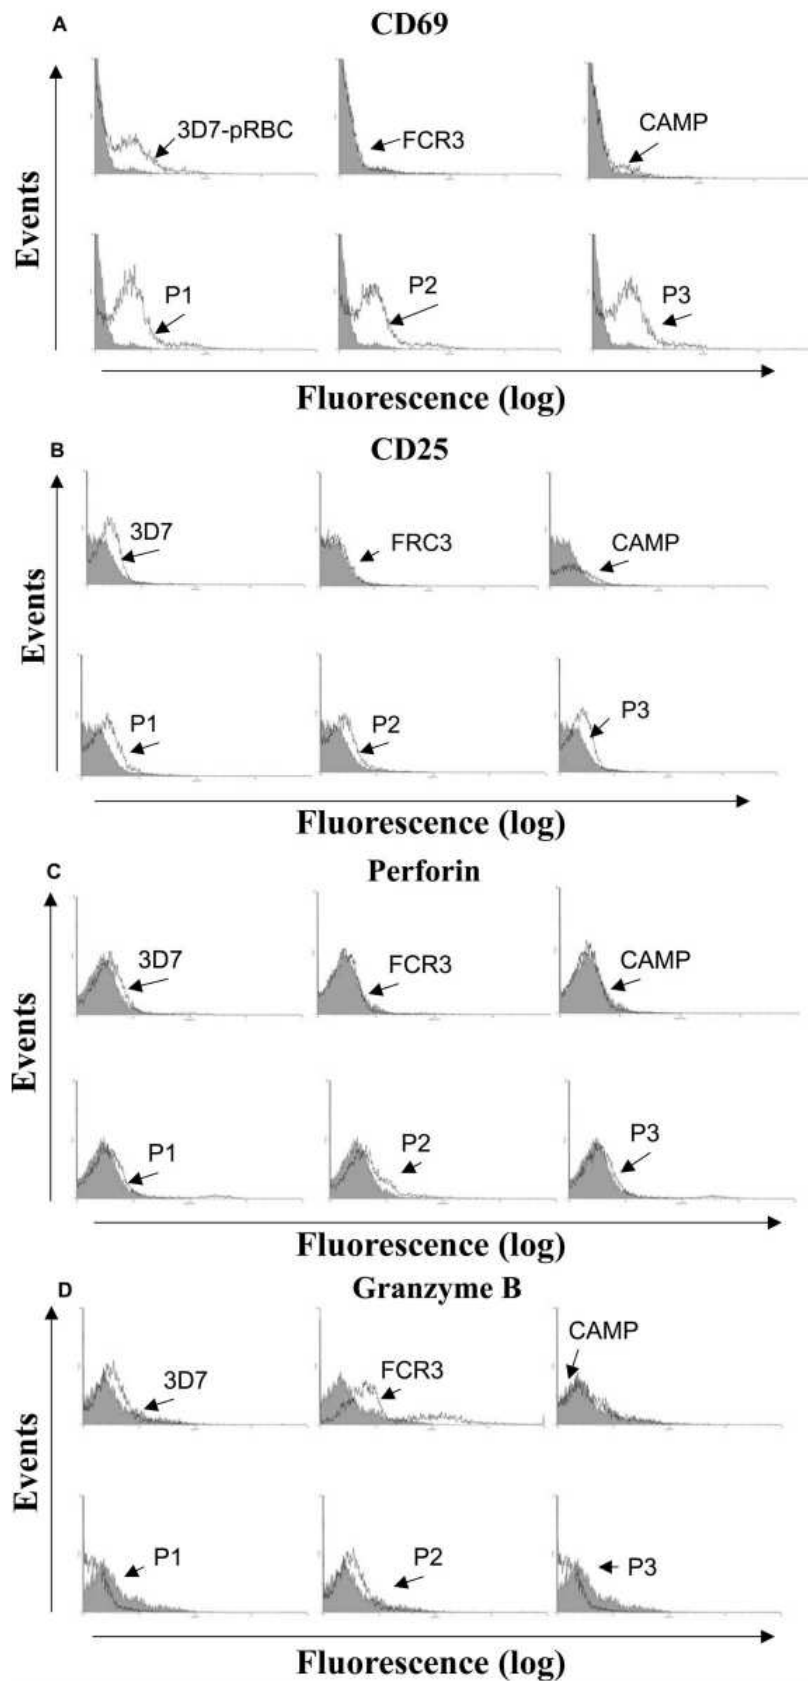 A
CD69
3D7-pRBC
FCR3
CAMP
Events
P1
P2
P3
Fluorescence (log)
B
CD25
3D7
FRC3
CAMP
Events
P1
P2
P3
Fluorescence (log)
C
Perforin
3D7
FCR3
CAMP
Events
P1
P2
P3
Fluorescence (log)
D
Granzyme B
3D7
FCR3
CAMP
Events
P1
P2
P3
Fluorescence (log)